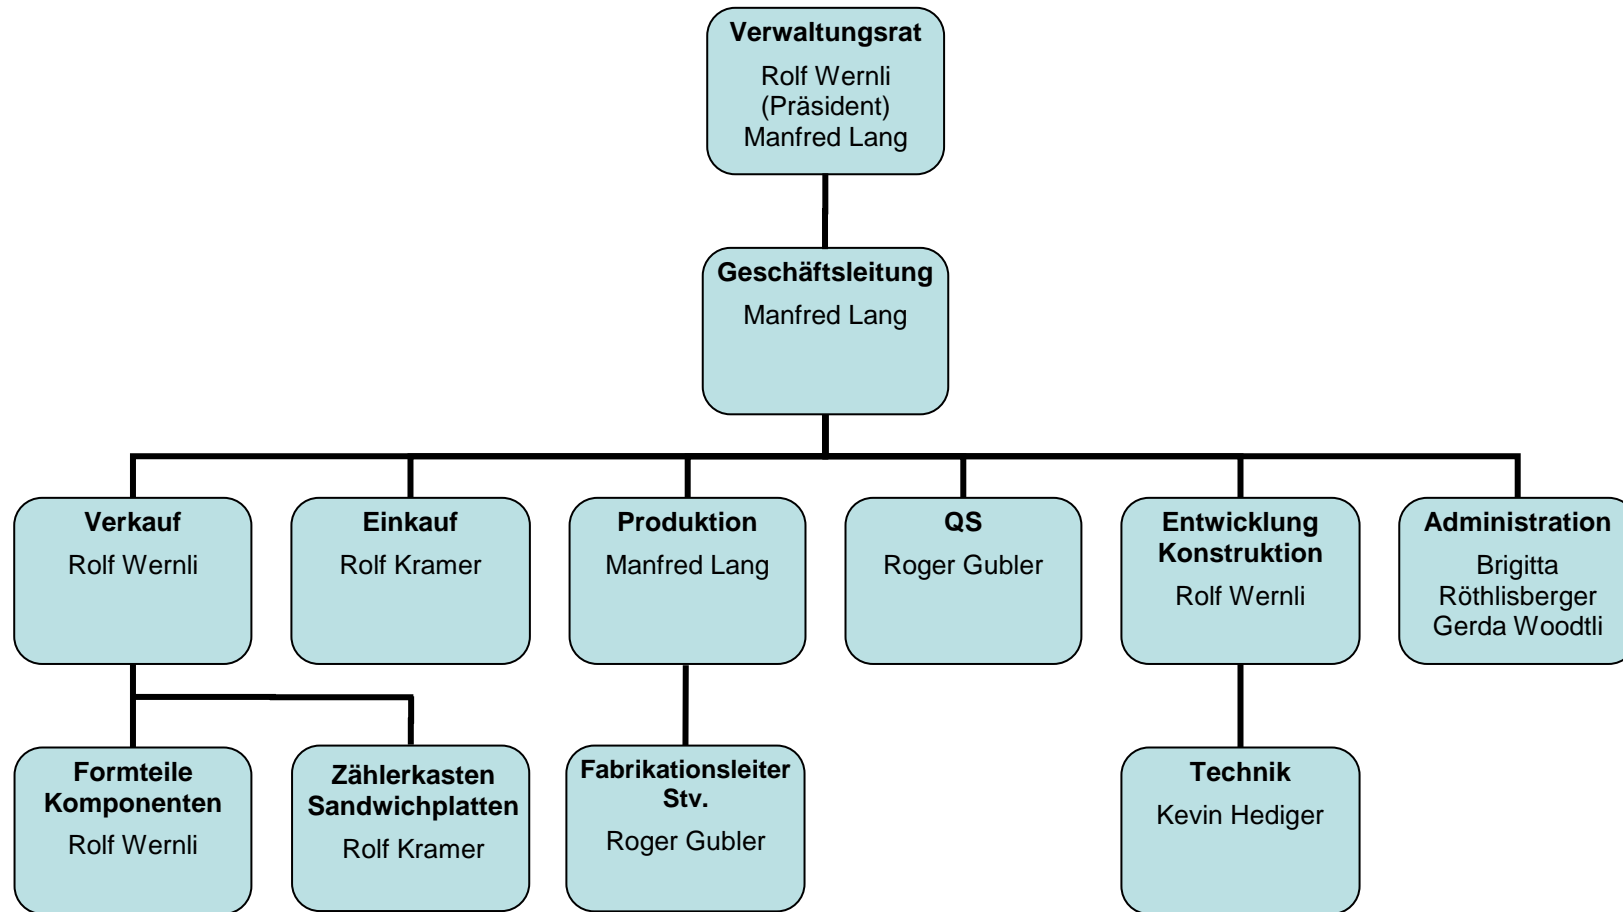 Verwaltungsrat
Rolf Wernli
(Präsident)
Manfred Lang
Geschäftsleitung
Manfred Lang
Verkauf
Rolf Wernli
Einkauf
Rolf Kramer
Produktion
Manfred Lang
QS
Roger Gubler
Entwicklung
Konstruktion
Rolf Wernli
Administration
Brigitta
Röthlisberger
Gerda Woodtli
Formteile
Komponenten
Rolf Wernli
Zählerkasten
Sandwichplatten
Rolf Kramer
Fabrikationsleiter
Stv.
Roger Gubler
Technik
Kevin Hediger